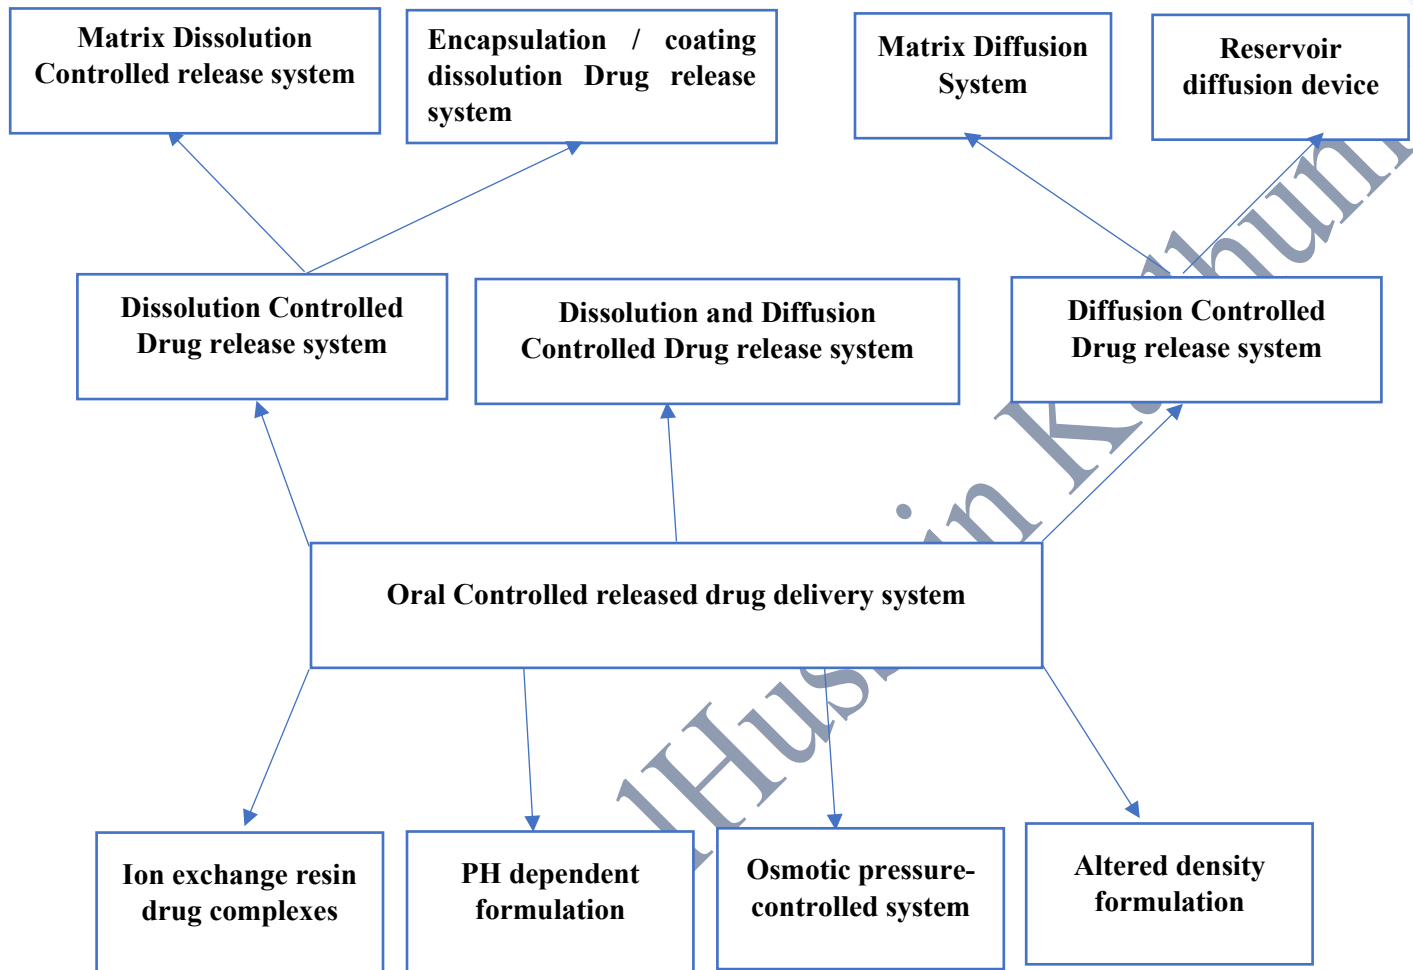 Matrix Dissolution
Controlled release system
Encapsulation / coating
dissolution Drug release
system
Matrix Diffusion
System
Reservoir
diffusion device
Dissolution Controlled
Drug release system
Dissolution and Diffusion
Controlled Drug release system
Diffusion Controlled
Drug release system
Oral Controlled released drug delivery system
Ion exchange resin
drug complexes
PH dependent
formulation
Osmotic pressure-
controlled system
Altered density
formulation